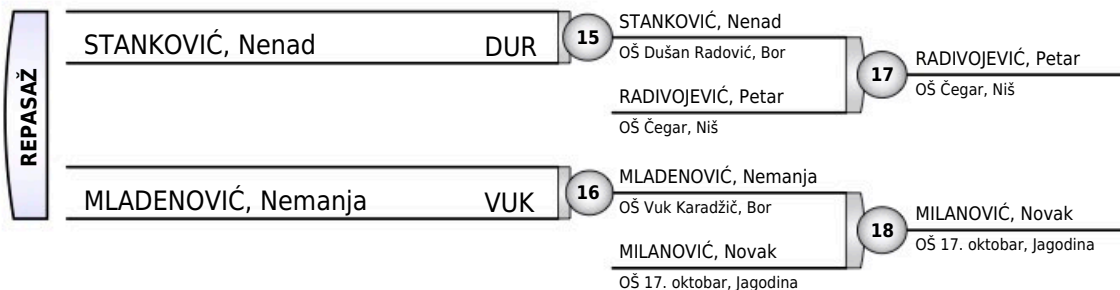 REPASAŽ
STANKOVIĆ, Nenad DUR
15
STANKOVIĆ, Nenad
OŠ Dušan Radović, Bor
RADIVOJEVIĆ, Petar
OŠ Čegar, Niš
17
RADIVOJEVIĆ, Petar
OŠ Čegar, Niš
MLADENOVIĆ, Nemanja VUK
16
MLADENOVIĆ, Nemanja
OŠ Vuk Karadžič, Bor
MILANOVIĆ, Novak
OŠ 17. oktobar, Jagodina
18
MILANOVIĆ, Novak
OŠ 17. oktobar, Jagodina